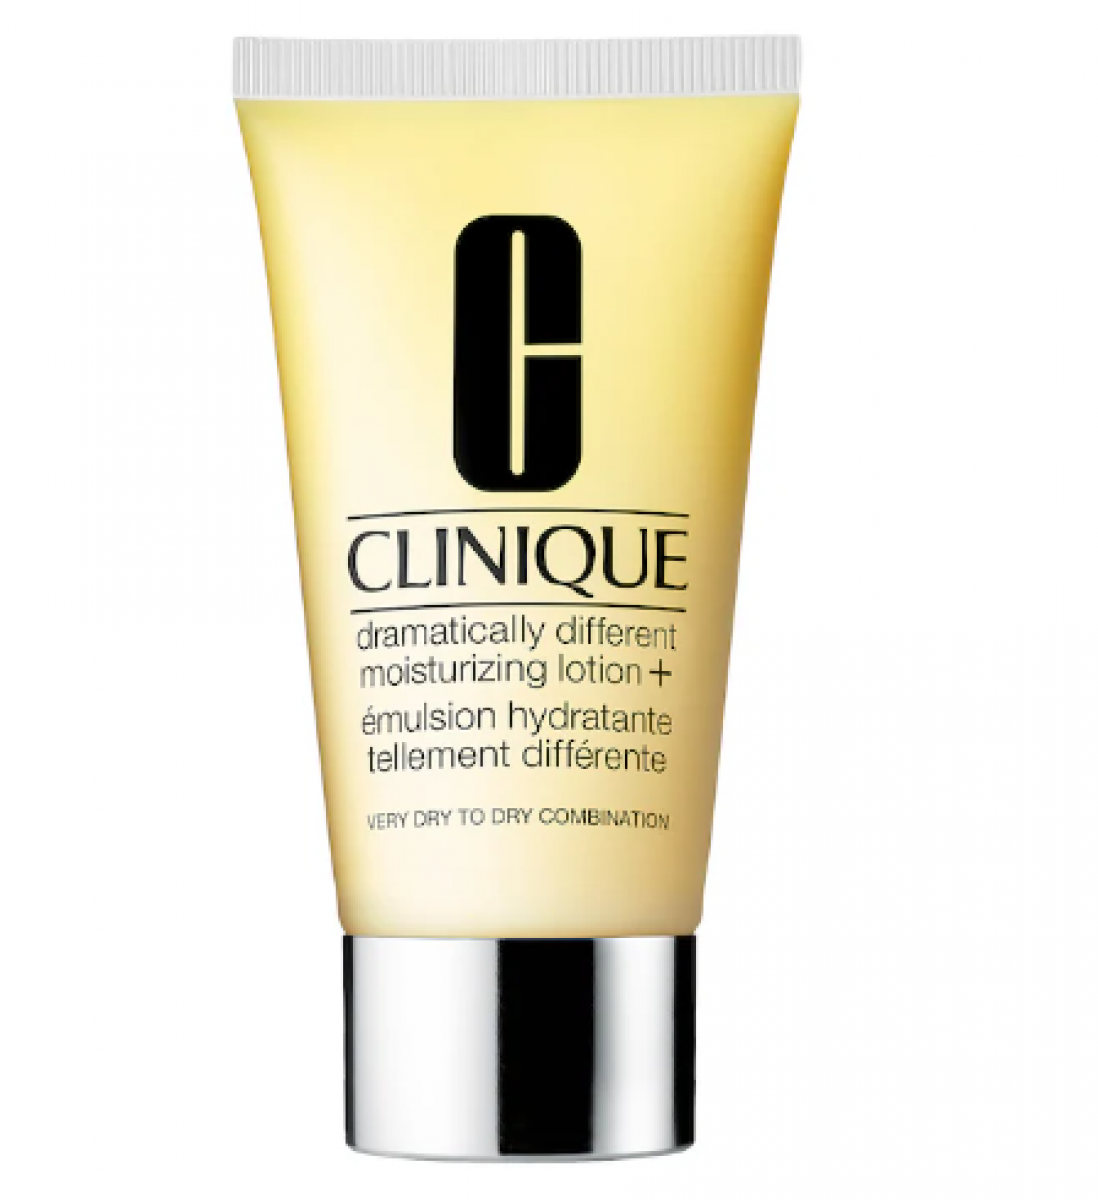 C
CLINIQUE
dramatically different
moisturizing lotion +
émulsion hydratante
tellement différente
VERY DRY TO DRY COMBINATION